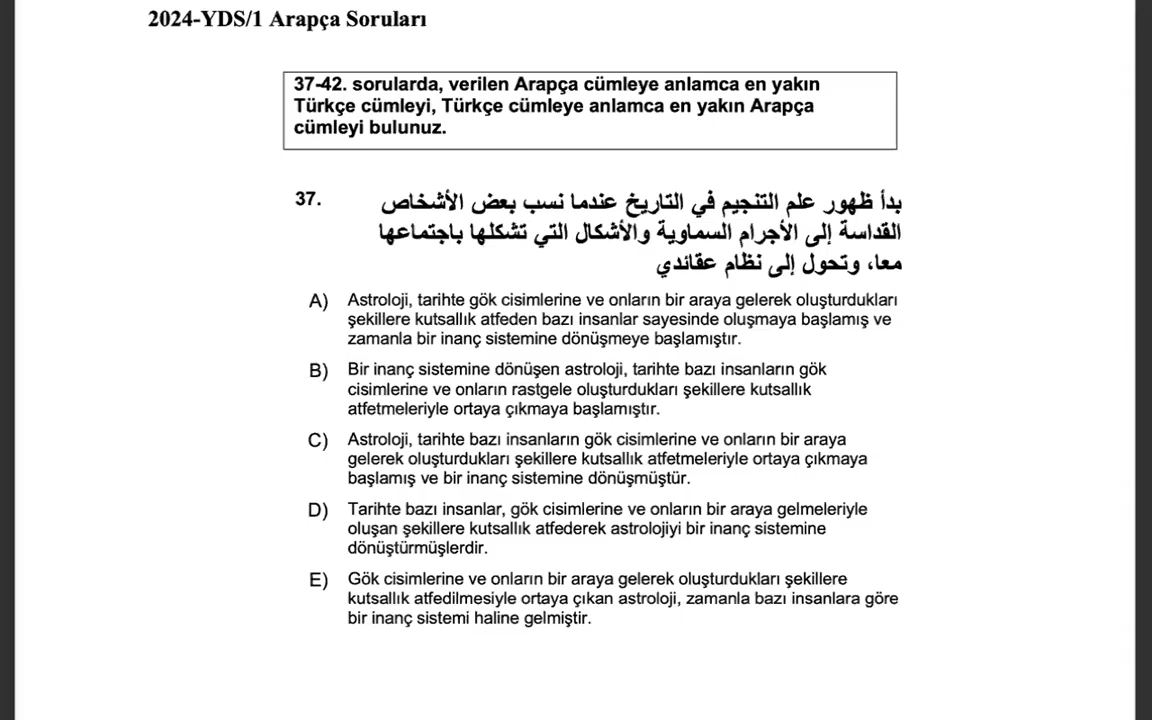 2024-YDS/1 Arapça Soruları
37-42. sorularda, verilen Arapça cümleye anlamca en yakın
Türkçe cümleyi, Türkçe cümleye anlamca en yakın Arapça
cümleyi bulunuz.
37.
بدأ ظهور علم التنجيم في التاريخ عندما نسب بعض الأشخاص
القداسة إلى الأجرام السماوية والأشكال التي تشكلها باجتماعها
معا، وتحول إلى نظام عقائدي
A) Astroloji, tarihte gök cisimlerine ve onların bir araya gelerek oluşturdukları
şekillere kutsallık atfeden bazı insanlar sayesinde oluşmaya başlamış ve
zamanla bir inanç sistemine dönüşmeye başlamıştır.
B) Bir inanç sistemine dönüşen astroloji, tarihte bazı insanların gök
cisimlerine ve onların rastgele oluşturdukları şekillere kutsallık
atfetmeleriyle ortaya çıkmaya başlamıştır.
C) Astroloji, tarihte bazı insanların gök cisimlerine ve onların bir araya
gelerek oluşturdukları şekillere kutsallık atfetmeleriyle ortaya çıkmaya
başlamış ve bir inanç sistemine dönüşmüştür.
D) Tarihte bazı insanlar, gök cisimlerine ve onların bir araya gelmeleriyle
oluşan şekillere kutsallık atfederek astrolojiyi bir inanç sistemine
dönüştürmüşlerdir.
E) Gök cisimlerine ve onların bir araya gelerek oluşturdukları şekillere
kutsallık atfedilmesiyle ortaya çıkan astroloji, zamanla bazı insanlara göre
bir inanç sistemi haline gelmiştir.